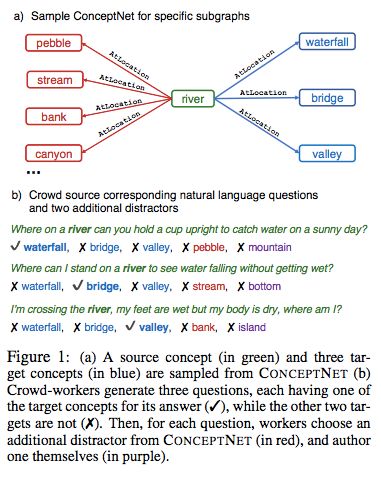 a) Sample ConceptNet for specific subgraphs
pebble
stream
bank
canyon
...
AtLocation
AtLocation
AtLocation
AtLocation
river
AtLocation
AtLocation
AtLocation
waterfall
bridge
valley
b) Crowd source corresponding natural language questions
and two additional distractors
Where on a river can you hold a cup upright to catch water on a sunny day?
✓ waterfall, ✗ bridge, ✗ valley, ✗ pebble, ✗ mountain
Where can I stand on a river to see water falling without getting wet?
✗ waterfall, ✓ bridge, ✗ valley, ✗ stream, ✗ bottom
I'm crossing the river, my feet are wet but my body is dry, where am I?
✗ waterfall, ✗ bridge, ✓ valley, ✗ bank, ✗ island
Figure 1: (a) A source concept (in green) and three tar-
get concepts (in blue) are sampled from CONCEPTNET (b)
Crowd-workers generate three questions, each having one of
the target concepts for its answer (✓), while the other two tar-
gets are not (✗). Then, for each question, workers choose an
additional distractor from CONCEPTNET (in red), and author
one themselves (in purple).